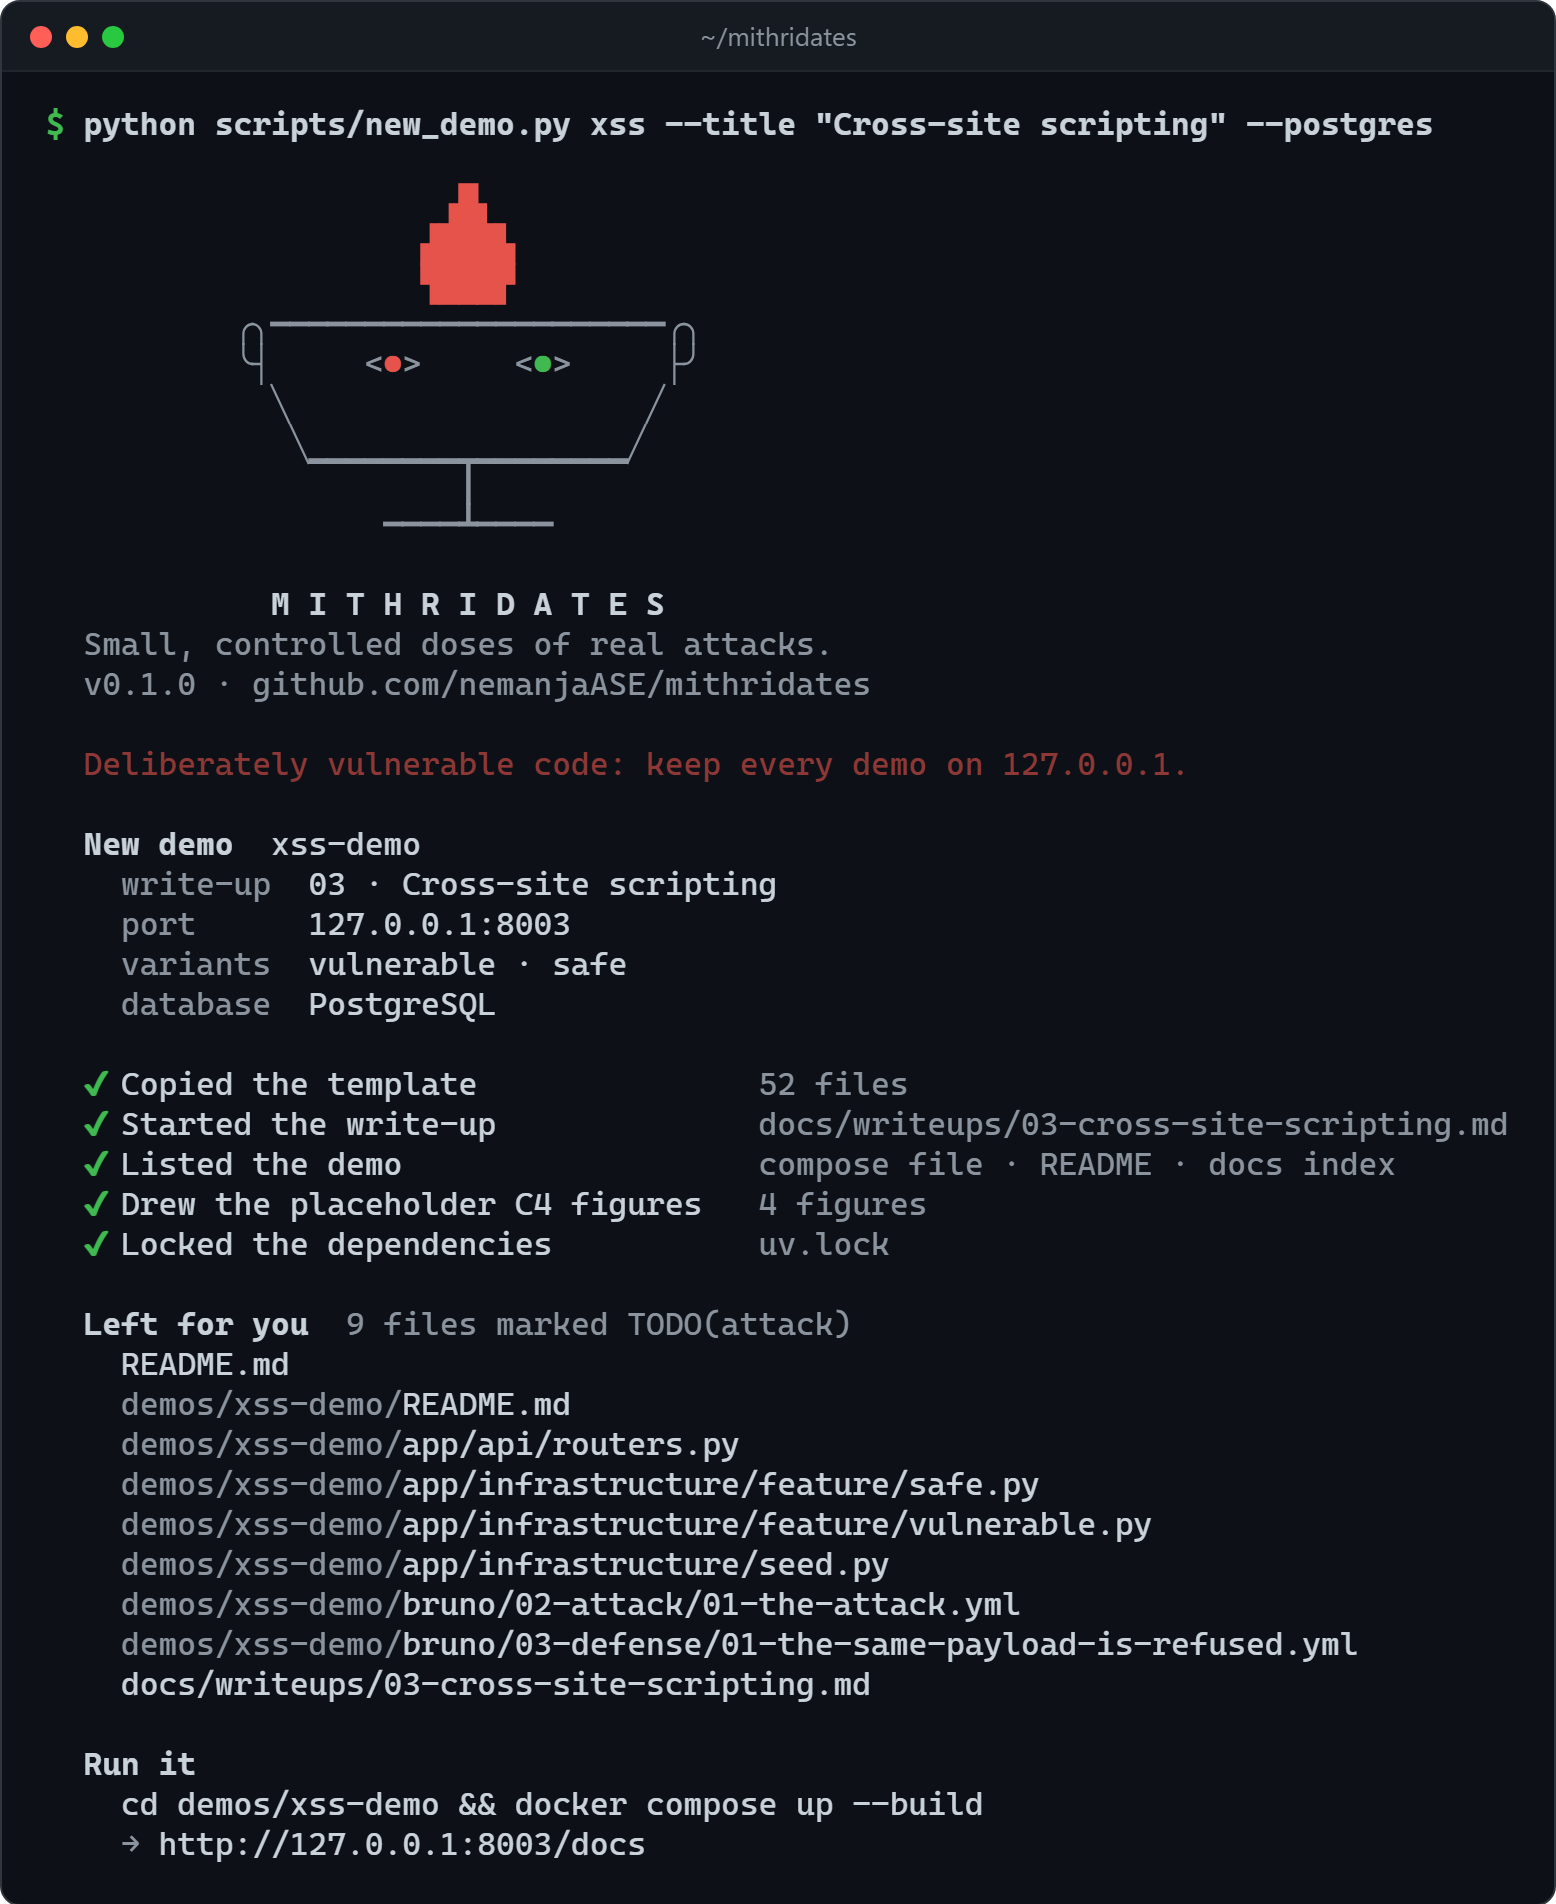 ~/mithridates
$ python scripts/new_demo.py xss --title "Cross-site scripting" --postgres
<●> <●>
M I T H R I D A T E S
Small, controlled doses of real attacks.
v0.1.0 · github.com/nemanjaASE/mithridates
Deliberately vulnerable code: keep every demo on 127.0.0.1.
New demo xss-demo
write-up 03 · Cross-site scripting
port 127.0.0.1:8003
variants vulnerable · safe
database PostgreSQL
✔ Copied the template 52 files
✔ Started the write-up docs/writeups/03-cross-site-scripting.md
✔ Listed the demo compose file · README · docs index
✔ Drew the placeholder C4 figures 4 figures
✔ Locked the dependencies uv.lock
Left for you 9 files marked TODO(attack)
README.md
demos/xss-demo/README.md
demos/xss-demo/app/api/routers.py
demos/xss-demo/app/infrastructure/feature/safe.py
demos/xss-demo/app/infrastructure/feature/vulnerable.py
demos/xss-demo/app/infrastructure/seed.py
demos/xss-demo/bruno/02-attack/01-the-attack.yml
demos/xss-demo/bruno/03-defense/01-the-same-payload-is-refused.yml
docs/writeups/03-cross-site-scripting.md
Run it
cd demos/xss-demo && docker compose up --build
→ http://127.0.0.1:8003/docs